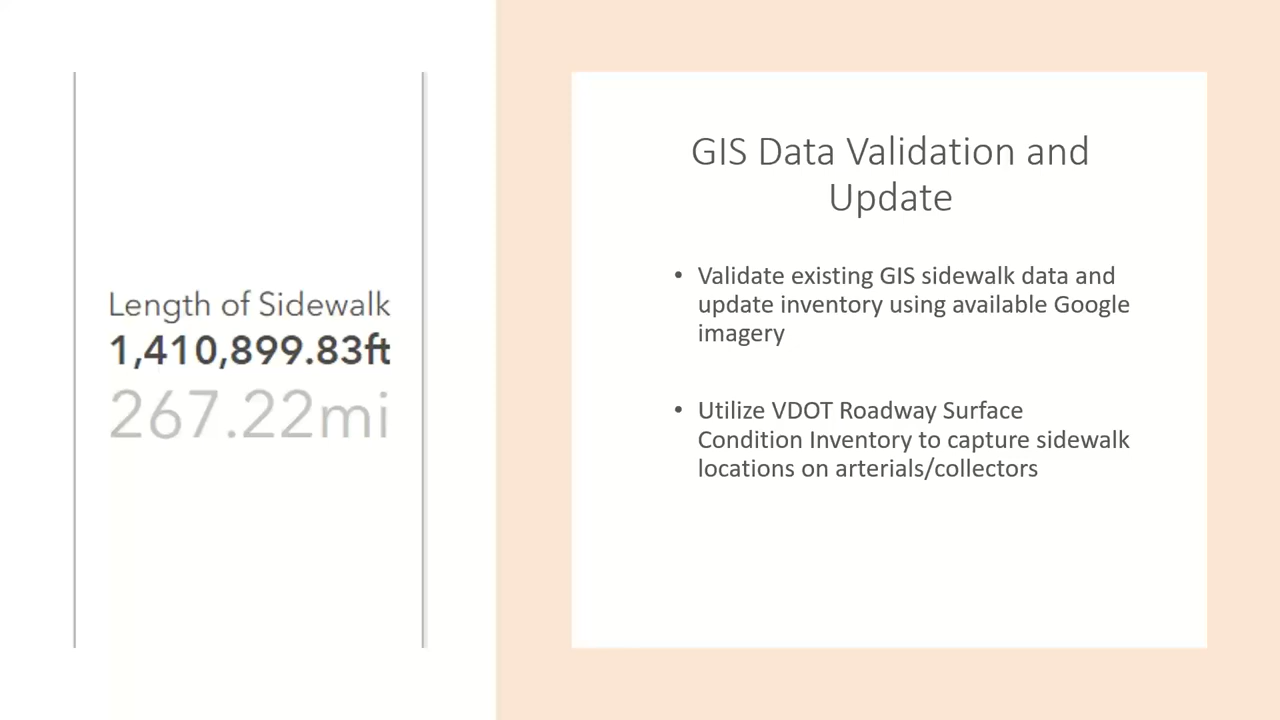 Length of Sidewalk
1,410,899.83ft
267.22mi
GIS Data Validation and
Update
• Validate existing GIS sidewalk data and
update inventory using available Google
imagery
• Utilize VDOT Roadway Surface
Condition Inventory to capture sidewalk
locations on arterials/collectors